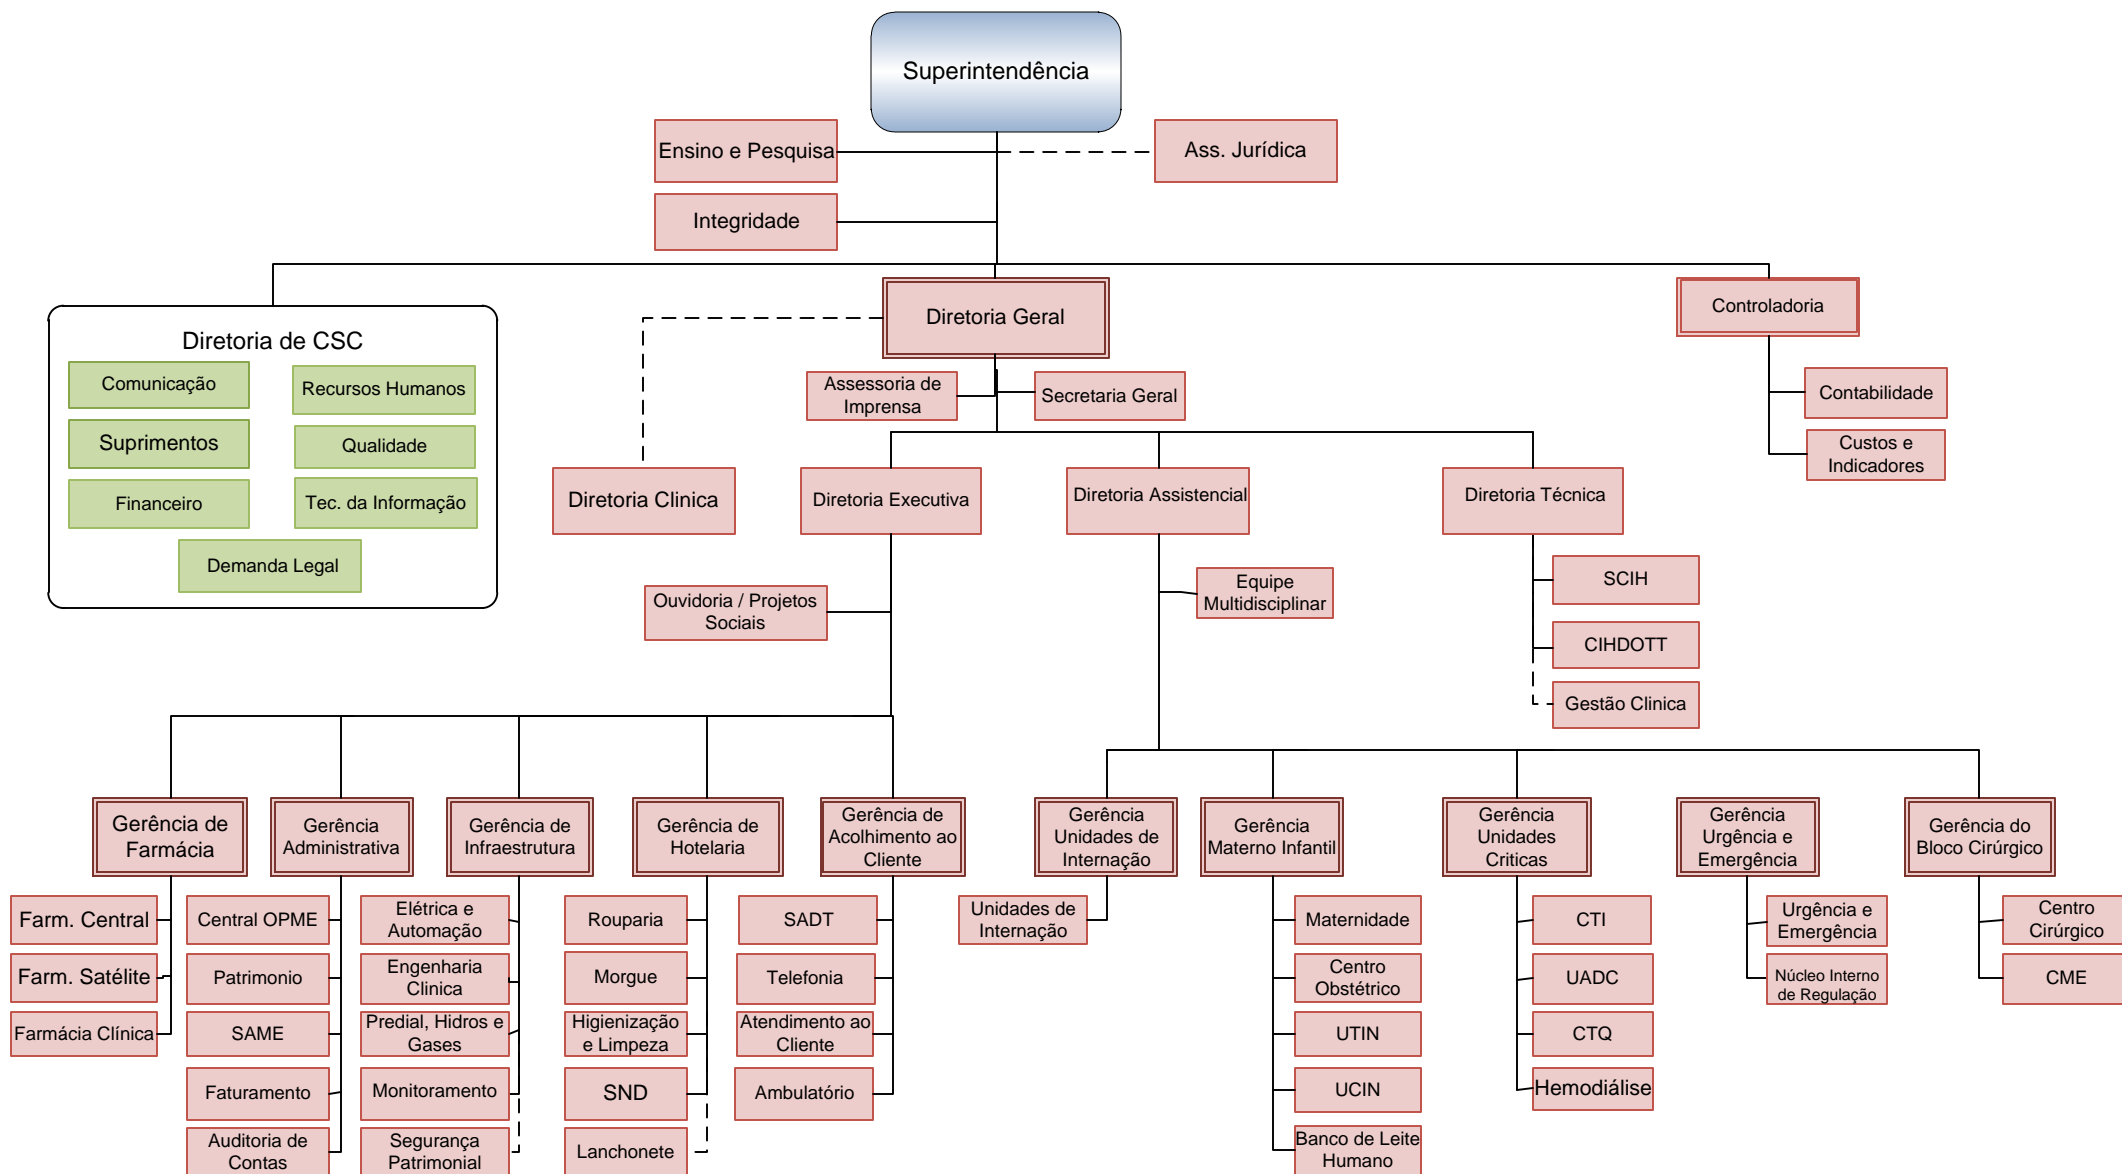 Superintendência
Ensino e Pesquisa
Ass. Jurídica
Integridade
Diretoria de CSC
Comunicação
Recursos Humanos
Suprimentos
Qualidade
Financeiro
Tec. da Informação
Demanda Legal
Diretoria Geral
Controladoria
Assessoria de
Imprensa
Secretaria Geral
Contabilidade
Custos e
Indicadores
Diretoria Clinica
Diretoria Executiva
Diretoria Assistencial
Diretoria Técnica
Ouvidoria / Projetos
Sociais
Equipe
Multidisciplinar
SCIH
CIHDOTT
Gestão Clinica
Gerência de
Farmácia
Gerência
Administrativa
Gerência de
Infraestrutura
Gerência de
Hotelaria
Gerência de
Acolhimento ao
Cliente
Gerência
Unidades de
Internação
Gerência
Materno Infantil
Gerência
Unidades
Criticas
Gerência
Urgência e
Emergência
Gerência do
Bloco Cirúrgico
Farm. Central
Farm. Satélite
Farmácia Clínica
Central OPME
Patrimonio
SAME
Faturamento
Auditoria de
Contas
Elétrica e
Automação
Engenharia
Clinica
Predial, Hidros e
Gases
Monitoramento
Segurança
Patrimonial
Rouparia
Morgue
Higienização
e Limpeza
SND
Lanchonete
SADT
Telefonia
Atendimento ao
Cliente
Ambulatório
Unidades de
Internação
Maternidade
Centro
Obstétrico
UTIN
UCIN
Banco de Leite
Humano
CTI
UADC
CTQ
Hemodiálise
Urgência e
Emergência
Núcleo Interno
de Regulação
Centro
Cirúrgico
CME